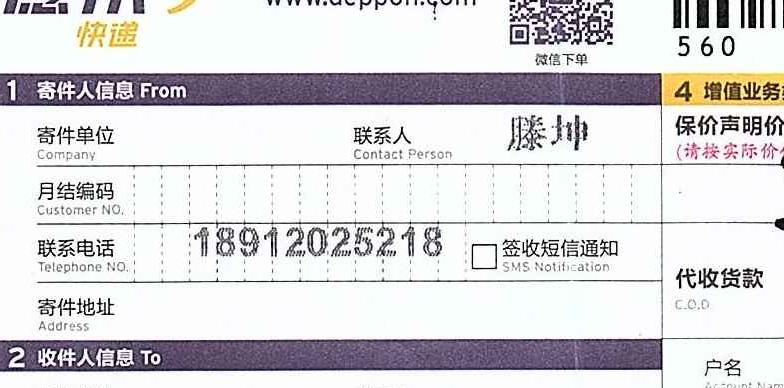 快递
www.deppon.com
微信下单
560
1 寄件人信息 From
4 增值业务
寄件单位
Company
联系人
Contact Person
滕坤
保价声明价
(请按实际价
月结编码
Customer NO.
联系电话
Telephone NO.
18912025218
签收短信通知
SMS Notification
代收货款
C.O.D
寄件地址
Address
2 收件人信息 To
户名
Account Nam